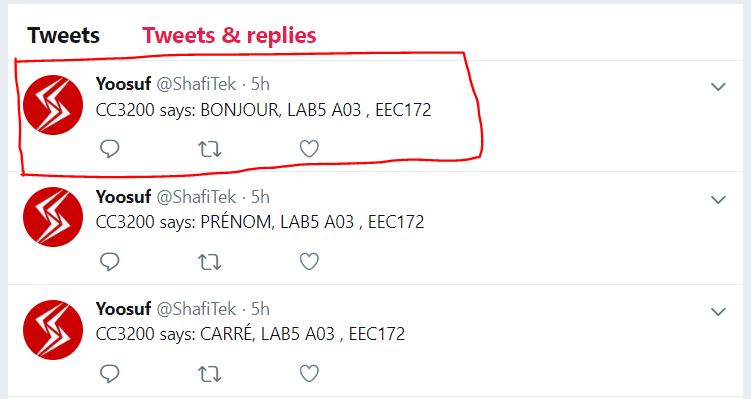 Tweets Tweets & replies
Yoosuf @ShafiTek · 5h
CC3200 says: BONJOUR, LAB5 A03 , EEC172
Yoosuf @ShafiTek · 5h
CC3200 says: PRÉNOM, LAB5 A03 , EEC172
Yoosuf @ShafiTek · 5h
CC3200 says: CARRÉ, LAB5 A03 , EEC172